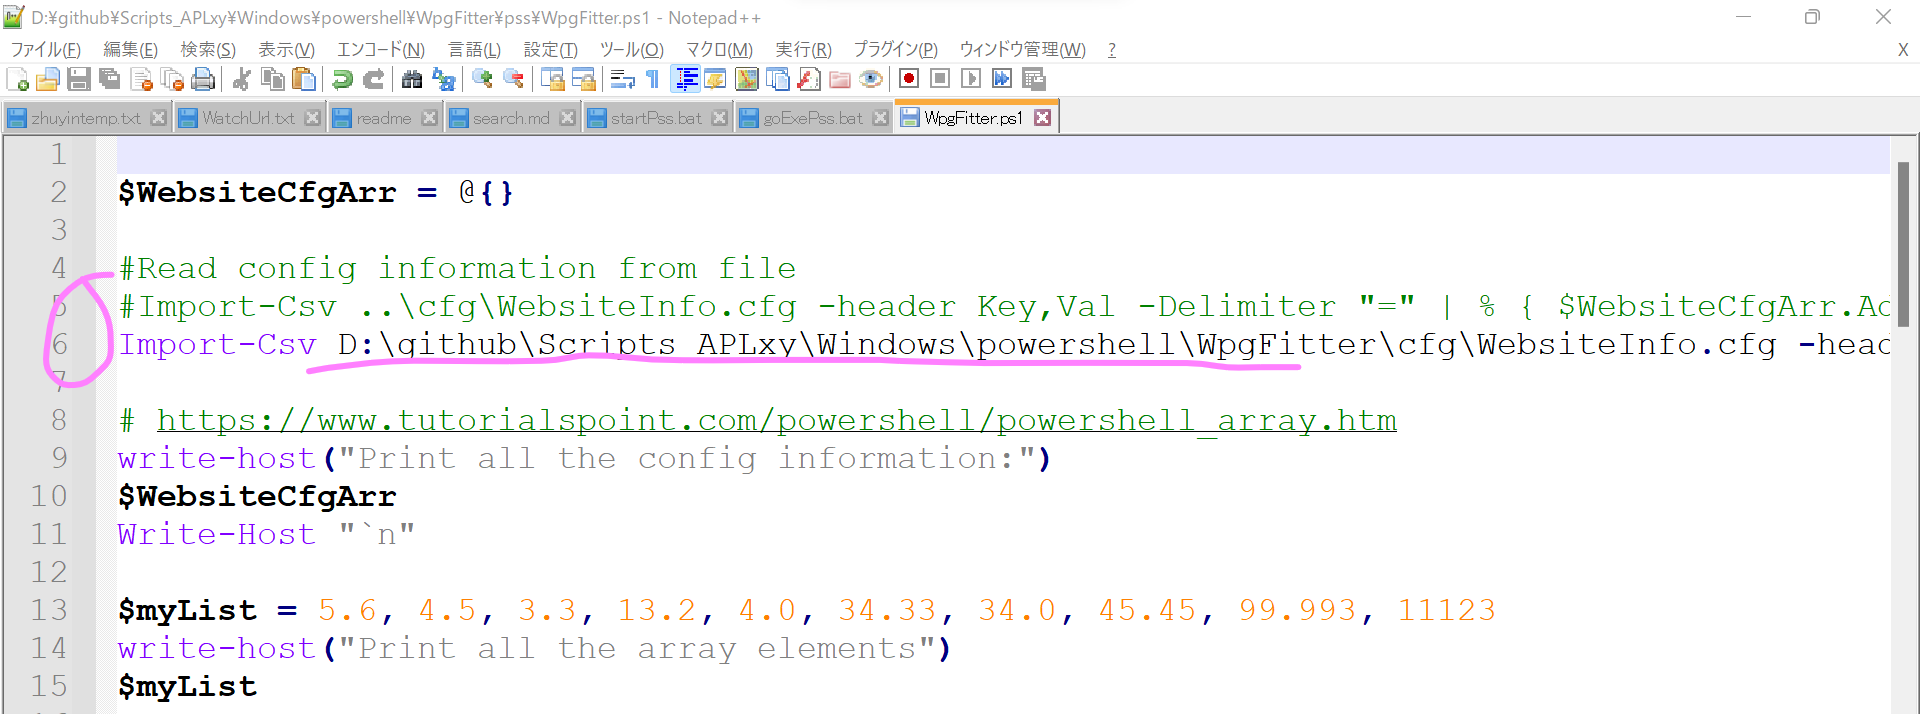 D:¥github¥Scripts_APLxy¥Windows¥powershell¥WpgFitter¥pss¥WpgFitter.ps1 - Notepad++
ファイル(F) 編集(E) 検索(S) 表示(V) エンコード(N) 言語(L) 設定(T) ツール(O) マクロ(M) 実行(R) プラグイン(P) ウィンドウ管理(W) ? X
zhuyintemp.txt WatchUrl.txt readme search.md startPss.bat goExePss.bat WpgFitter.ps1
1
2 $WebsiteCfgArr = @{}
3
4 #Read config information from file
5 #Import-Csv ..\cfg\WebsiteInfo.cfg -header Key,Val -Delimiter "=" | % { $WebsiteCfgArr.Ad
6 Import-Csv D:\github\Scripts_APLxy\Windows\powershell\WpgFitter\cfg\WebsiteInfo.cfg -head
7
8 # https://www.tutorialspoint.com/powershell/powershell_array.htm
9 write-host("Print all the config information:")
10 $WebsiteCfgArr
11 Write-Host "`n"
12
13 $myList = 5.6, 4.5, 3.3, 13.2, 4.0, 34.33, 34.0, 45.45, 99.993, 11123
14 write-host("Print all the array elements")
15 $myList